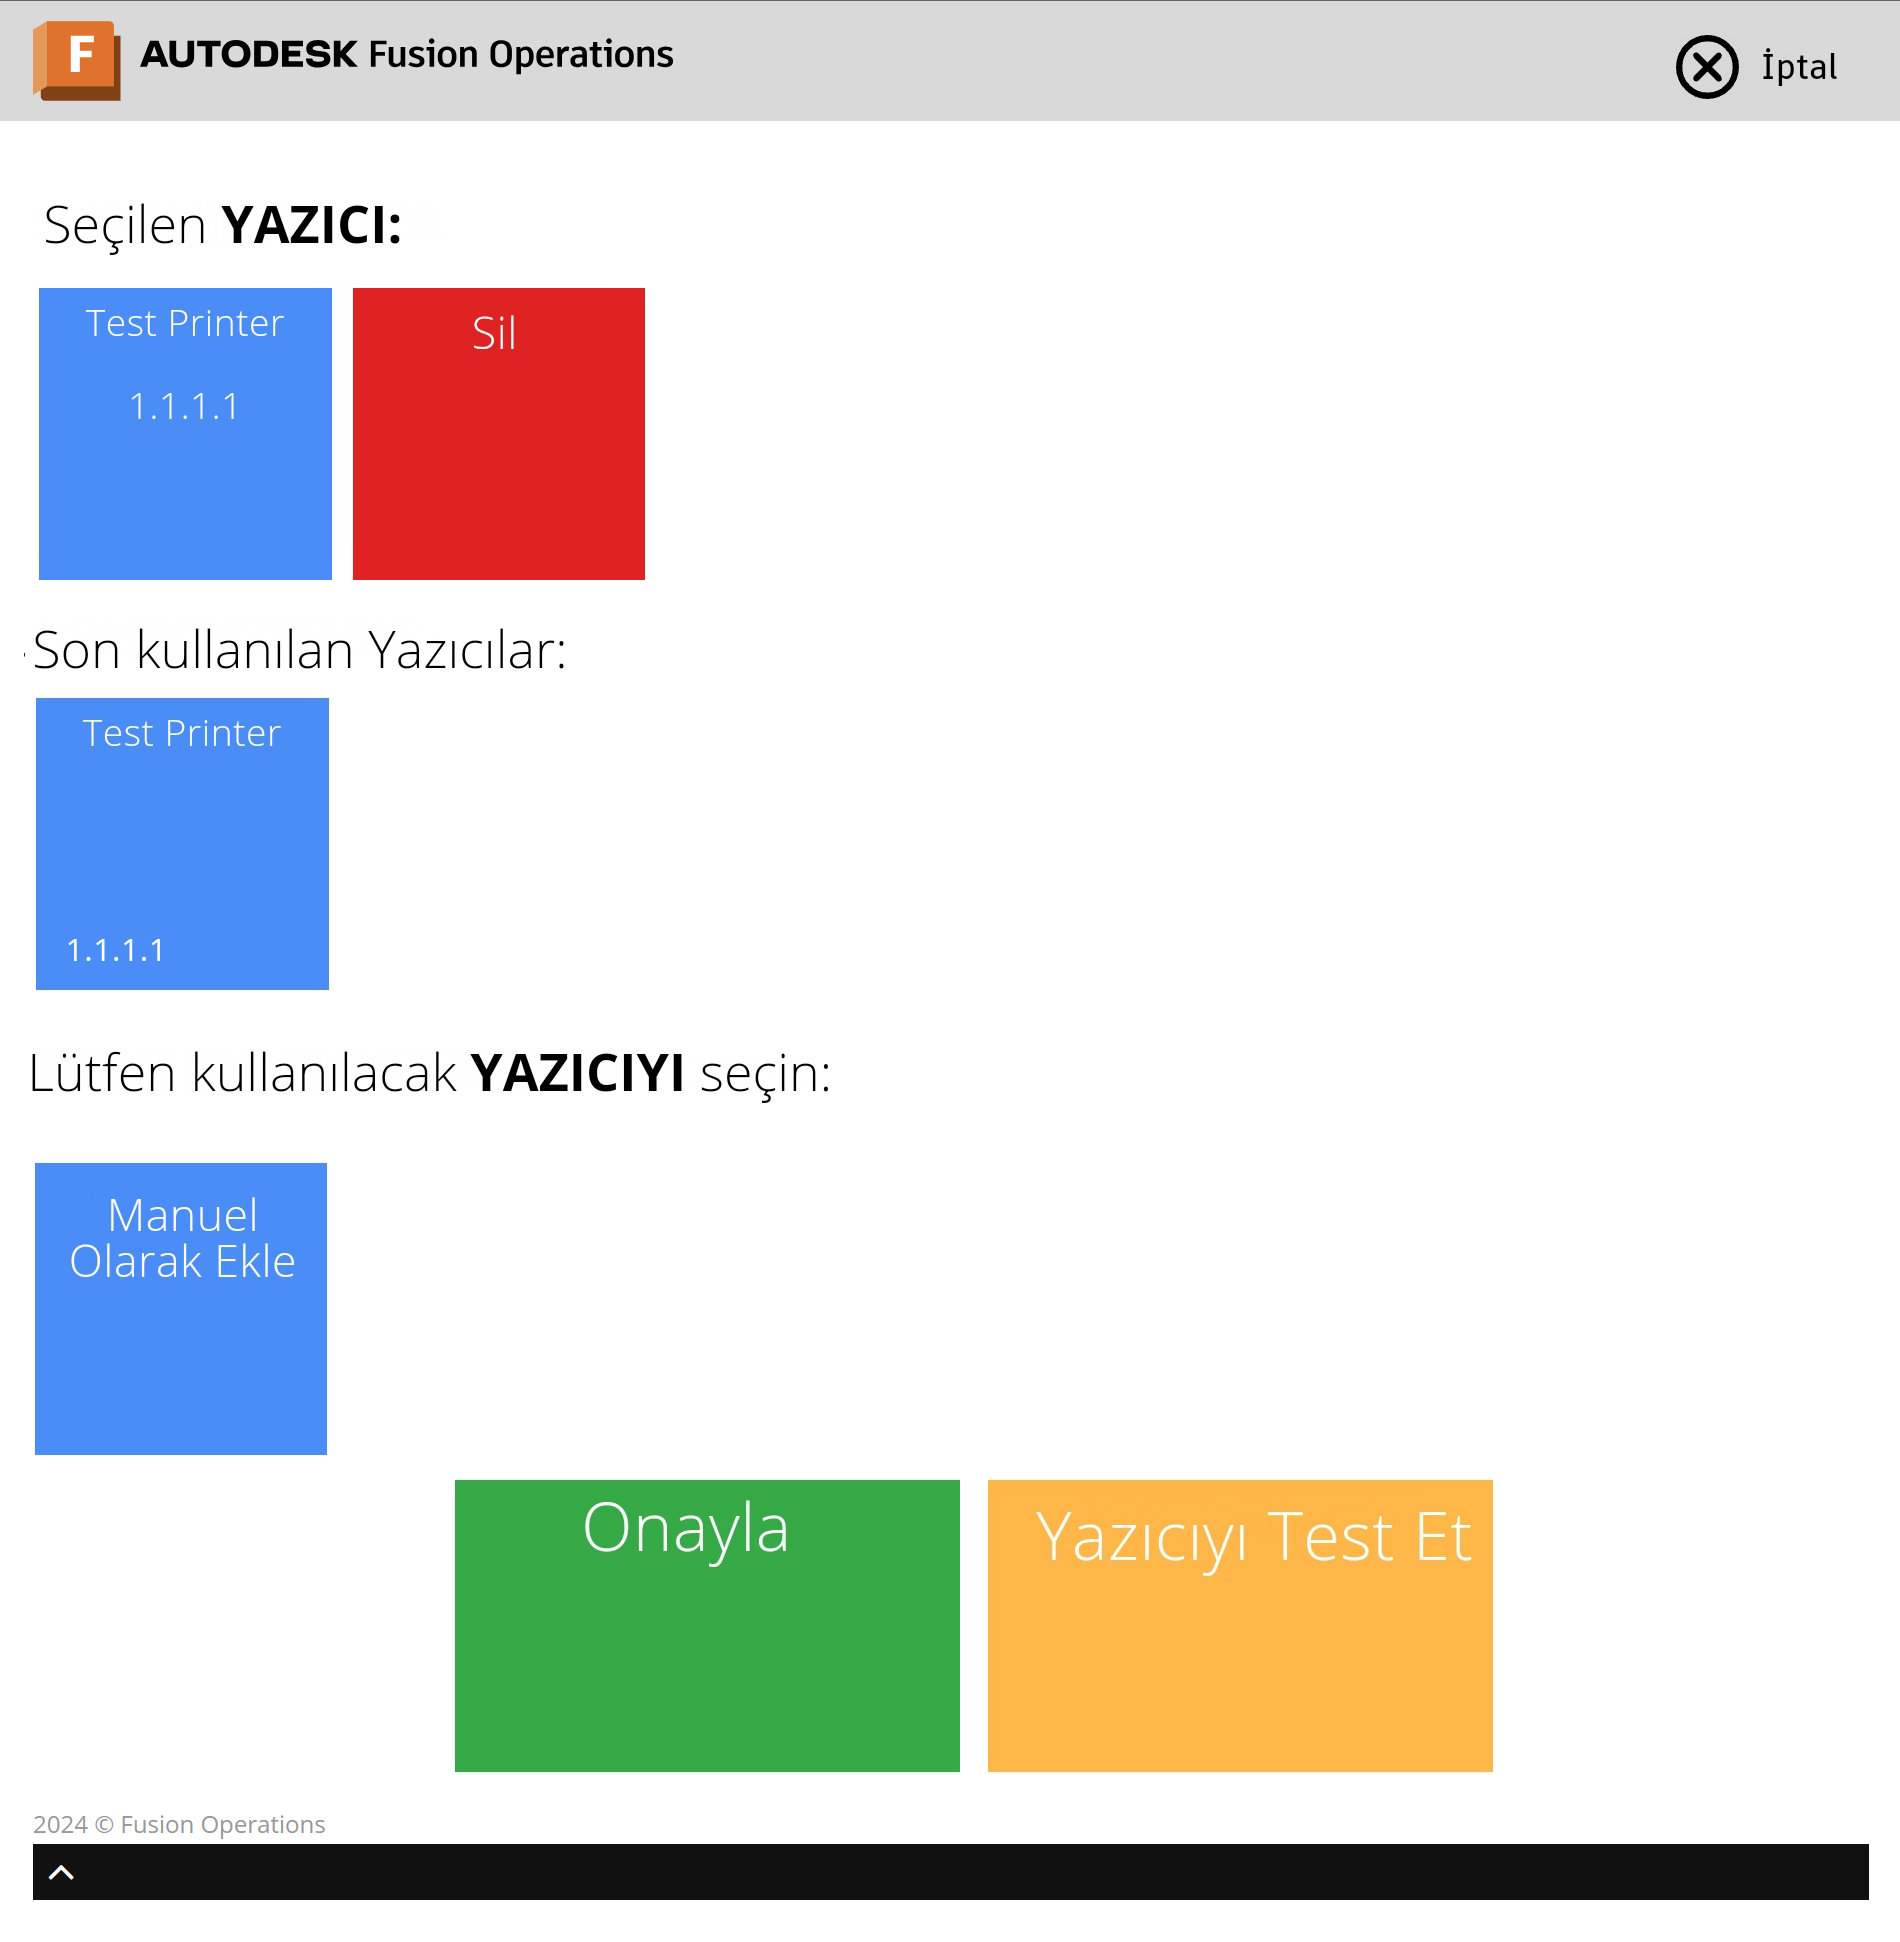 F AUTODESK Fusion Operations
İptal
Seçilen YAZICI:
Test Printer
1.1.1.1
Sil
Son kullanılan Yazıcılar:
Test Printer
1.1.1.1
Lütfen kullanılacak YAZICIYI seçin:
Manuel
Olarak Ekle
Onayla
Yazıcıyı Test Et
2024 © Fusion Operations